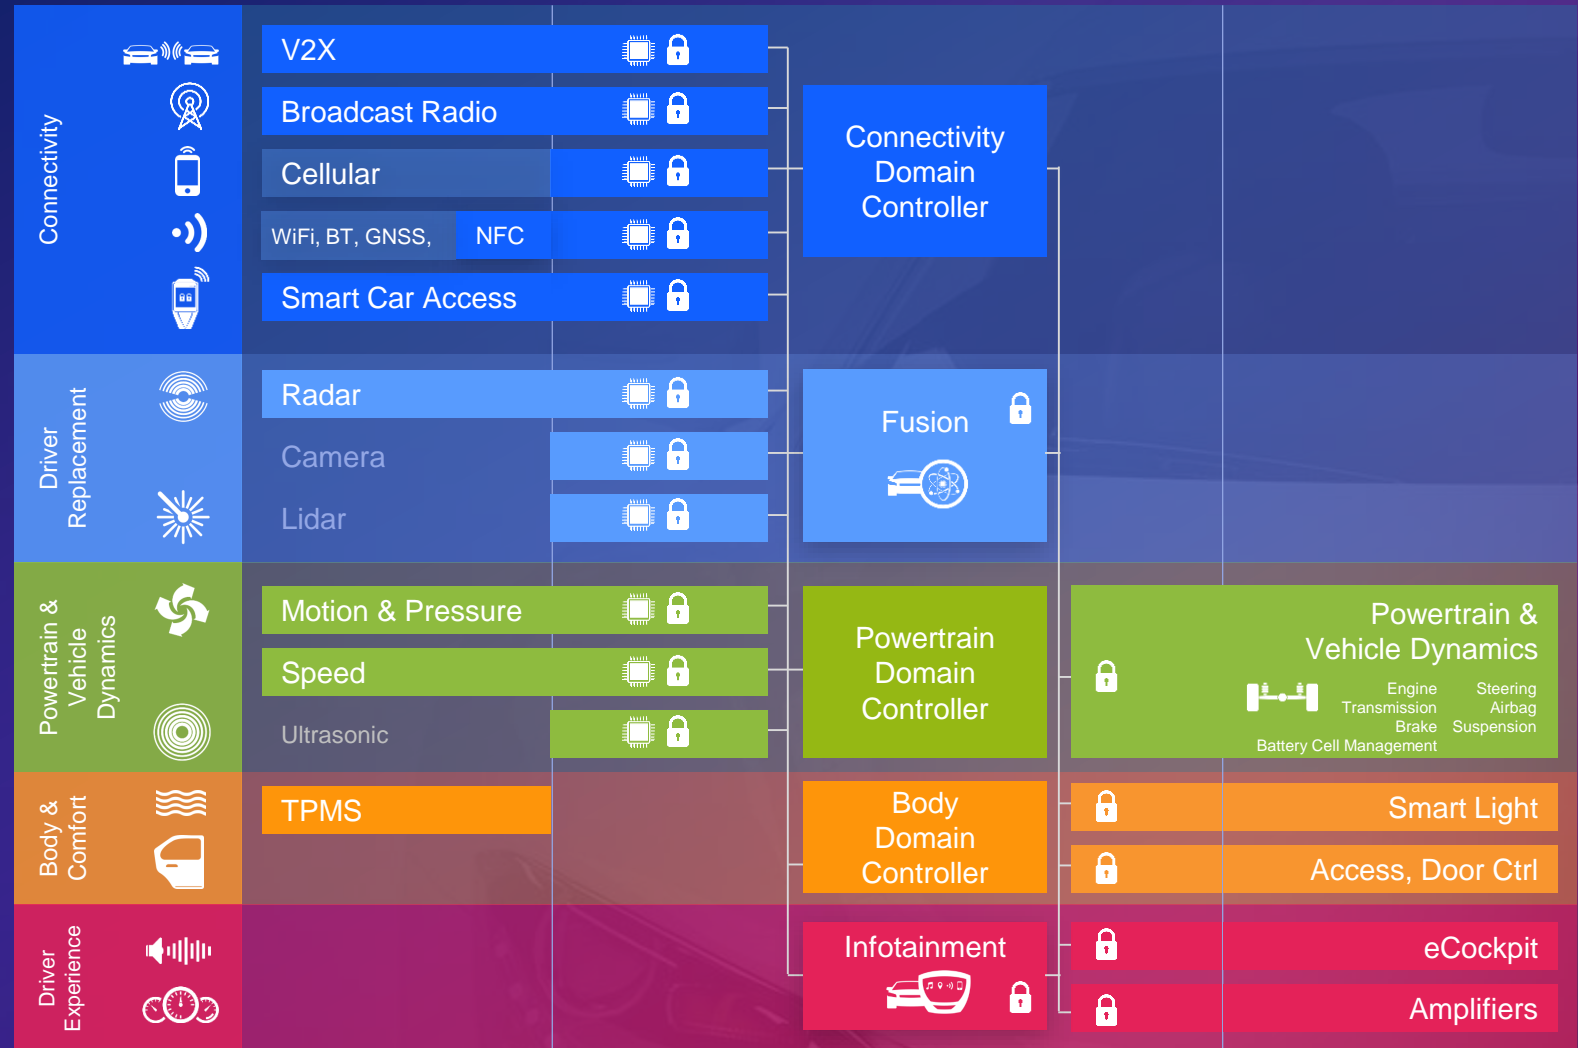 Connectivity
V2X
Broadcast Radio
Cellular
WiFi, BT, GNSS,
NFC
Smart Car Access
Connectivity
Domain
Controller
Driver
Replacement
Radar
Camera
Lidar
Fusion
Powertrain &
Vehicle
Dynamics
Motion & Pressure
Speed
Ultrasonic
Powertrain
Domain
Controller
Powertrain &
Vehicle Dynamics
Engine
Transmission
Brake
Battery Cell Management
Steering
Airbag
Suspension
Body &
Comfort
TPMS
Body
Domain
Controller
Smart Light
Access, Door Ctrl
Driver
Experience
Infotainment
eCockpit
Amplifiers